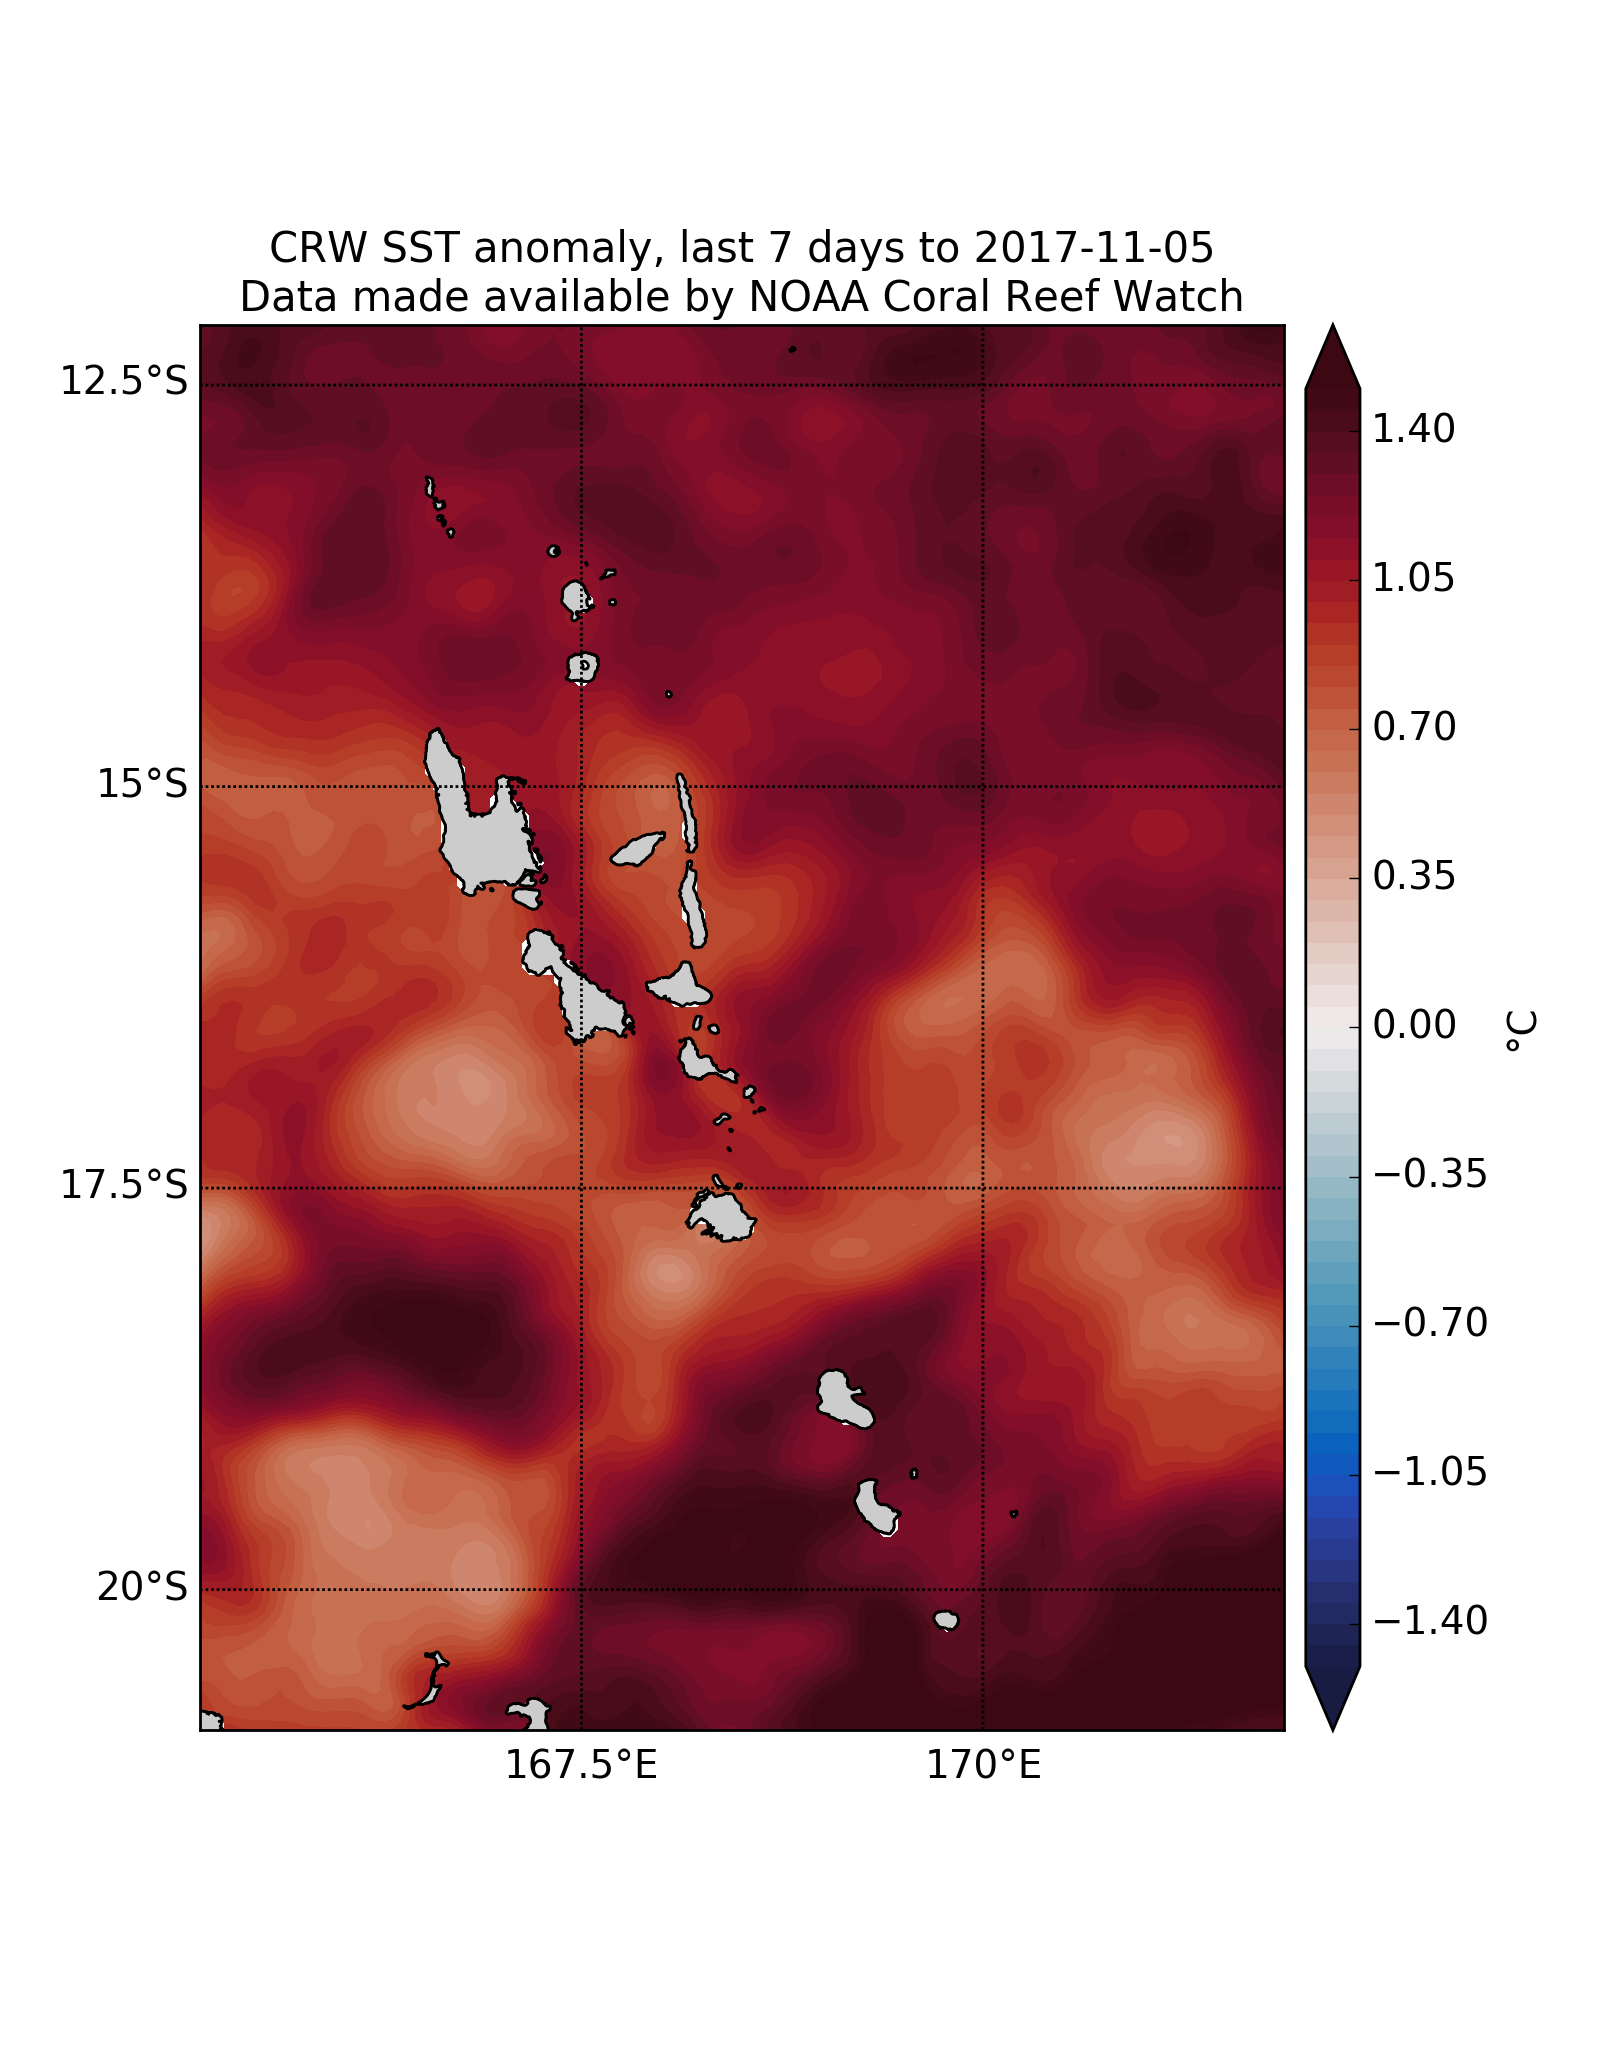 CRW SST anomaly, last 7 days to 2017-11-05
Data made available by NOAA Coral Reef Watch
12.5°S
15°S
17.5°S
20°S
167.5°E
170°E
1.40
1.05
0.70
0.35
0.00
−0.35
−0.70
−1.05
−1.40
°C